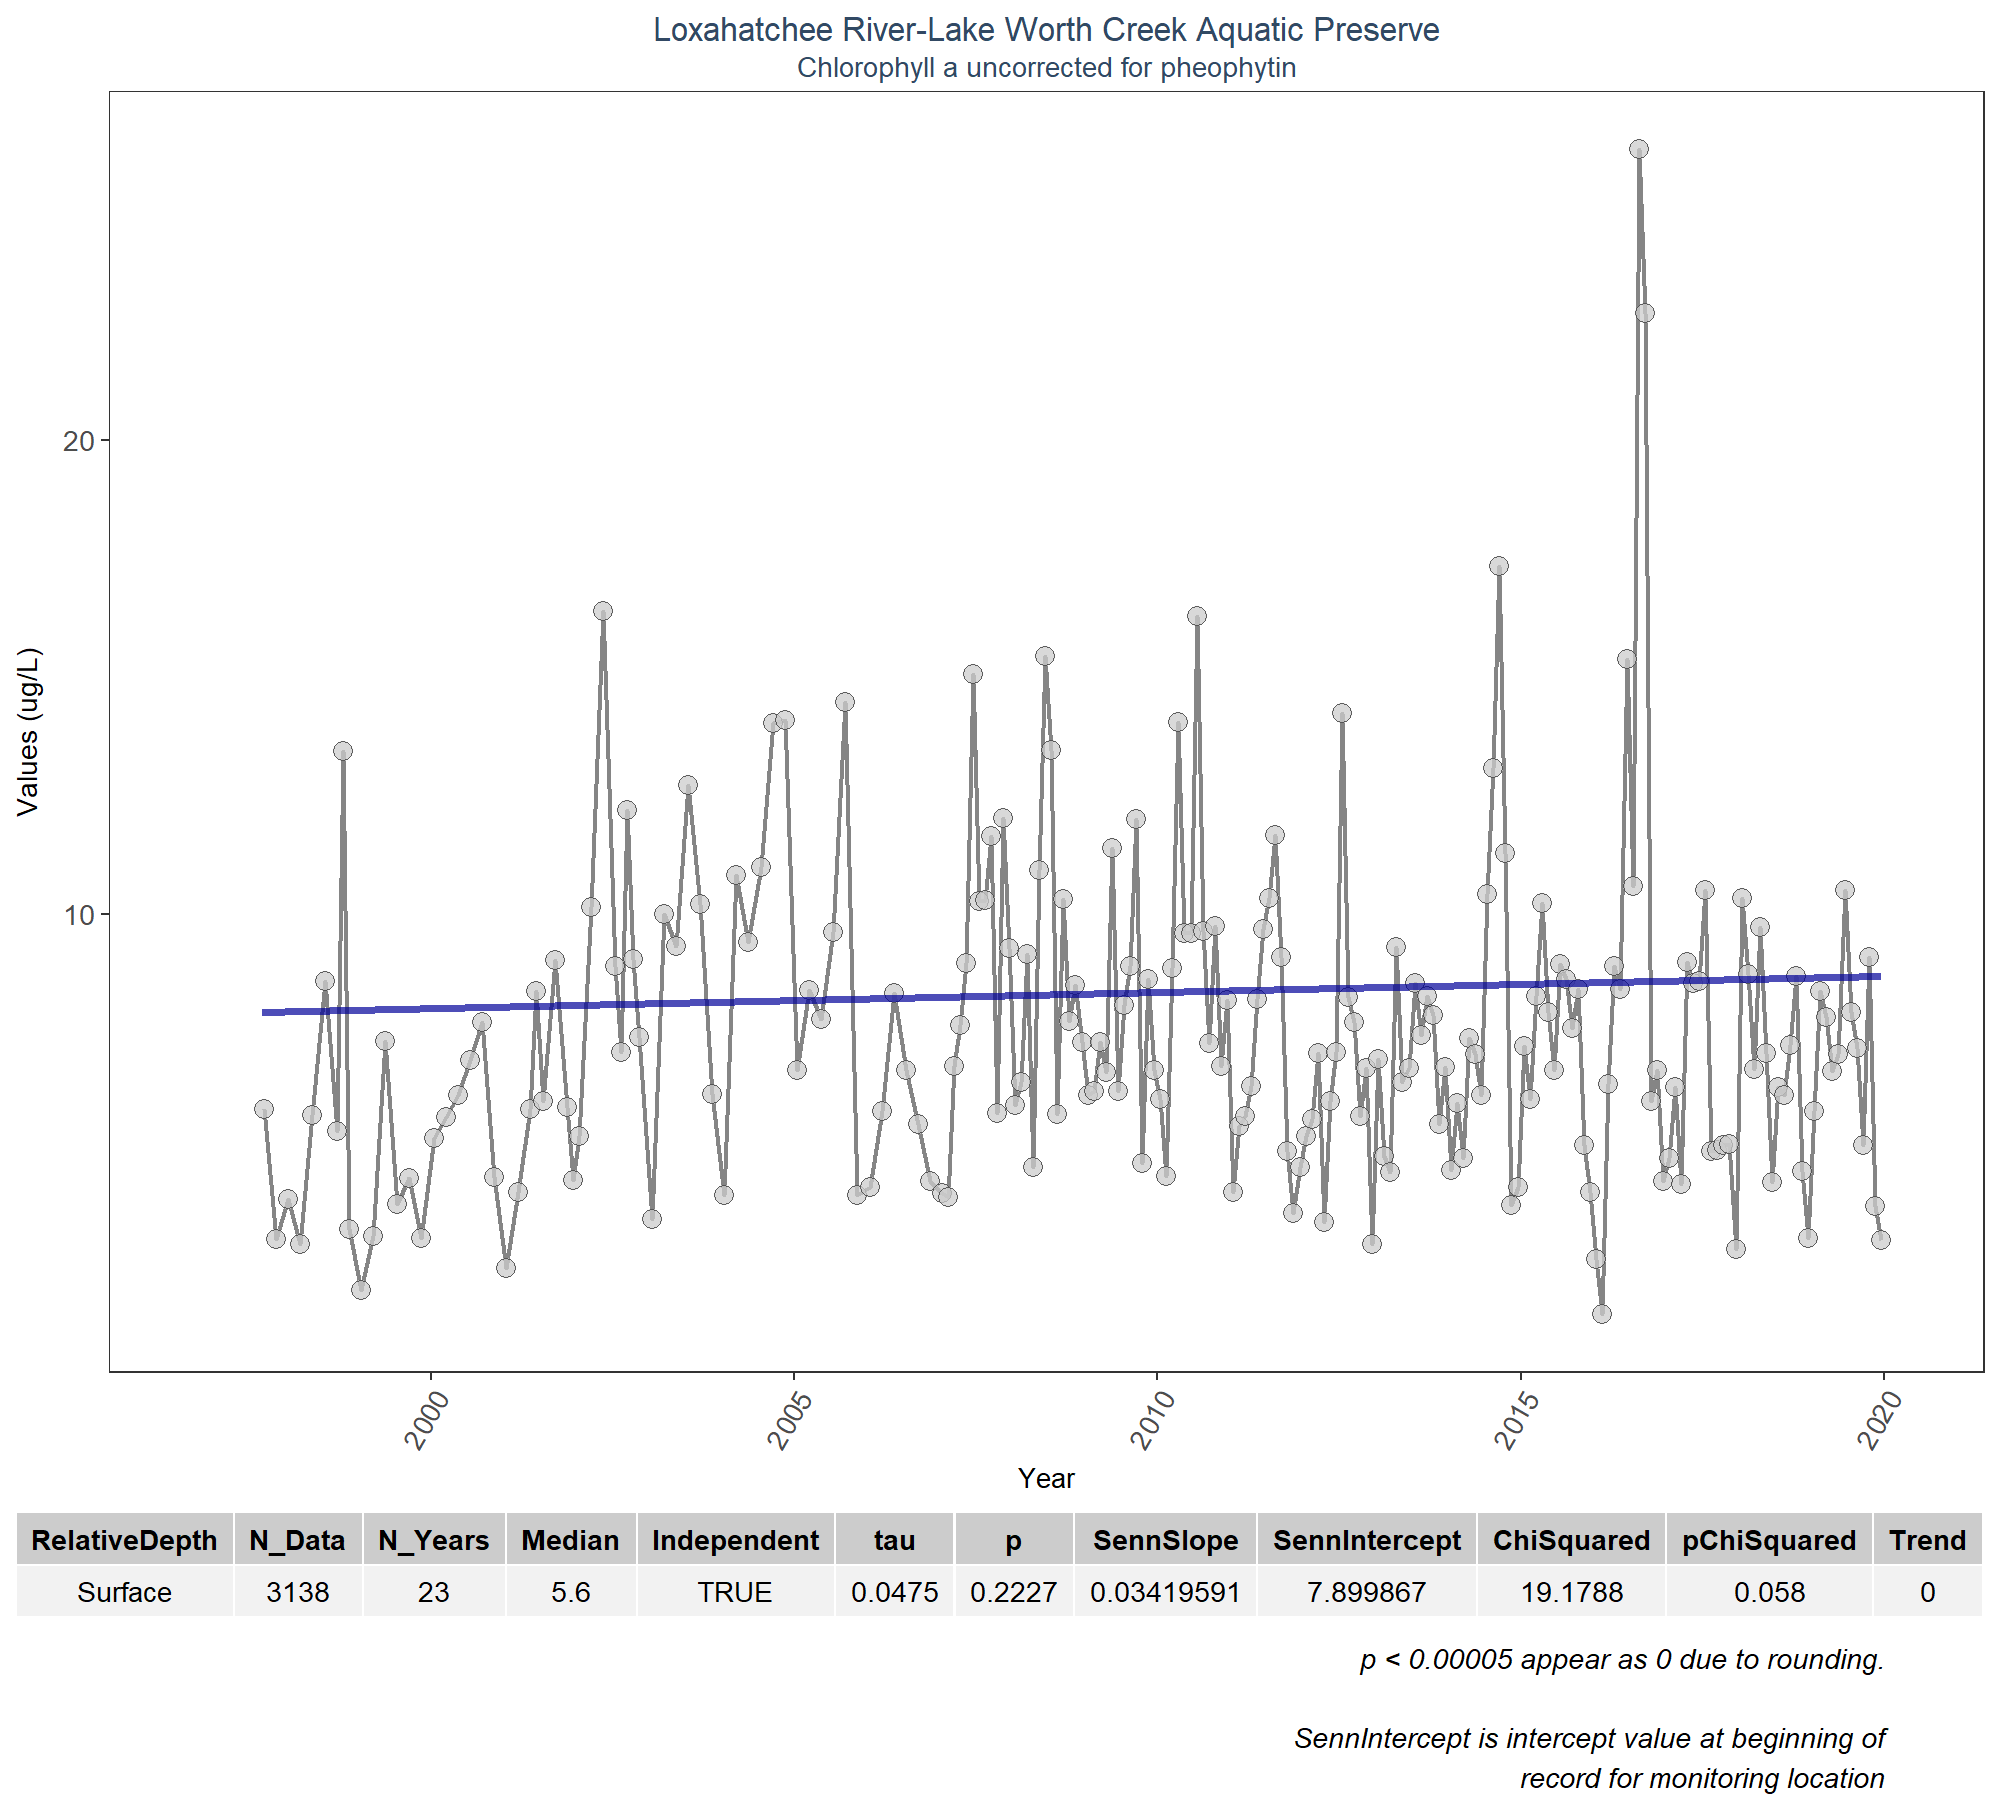 Loxahatchee River-Lake Worth Creek Aquatic Preserve
Chlorophyll a uncorrected for pheophytin
Values (ug/L)
20
10
2000 2005 2010 2015 2020
Year
RelativeDepth N_Data N_Years Median Independent tau p SennSlope SennIntercept ChiSquared pChiSquared Trend
Surface 3138 23 5.6 TRUE 0.0475 0.2227 0.03419591 7.899867 19.1788 0.058 0
p < 0.00005 appear as 0 due to rounding.
SennIntercept is intercept value at beginning of
record for monitoring location